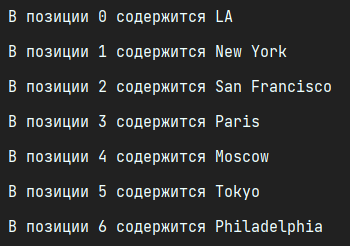 В позиции 0 содержится LA
В позиции 1 содержится New York
В позиции 2 содержится San Francisco
В позиции 3 содержится Paris
В позиции 4 содержится Moscow
В позиции 5 содержится Tokyo
В позиции 6 содержится Philadelphia